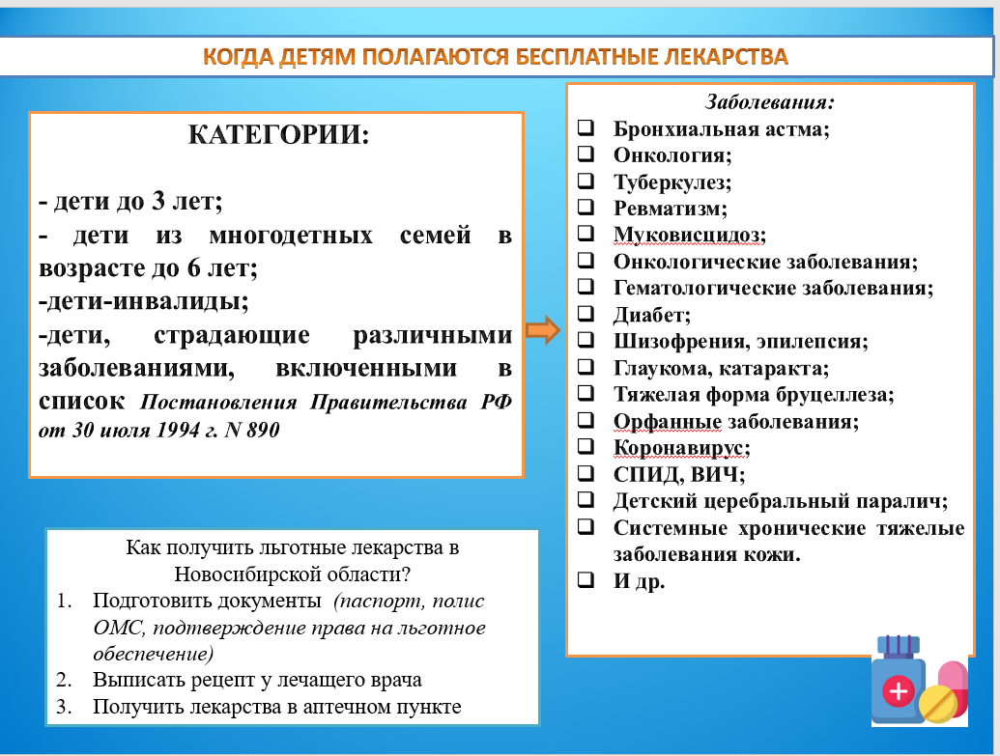 КОГДА ДЕТЯМ ПОЛАГАЮТСЯ БЕСПЛАТНЫЕ ЛЕКАРСТВА
КАТЕГОРИИ:
- дети до 3 лет;
- дети из многодетных семей в
возрасте до 6 лет;
-дети-инвалиды;
-дети, страдающие различными
заболеваниями, включенными в
список Постановления Правительства РФ
от 30 июля 1994 г. N 890
Заболевания:
❑ Бронхиальная астма;
❑ Онкология;
❑ Туберкулез;
❑ Ревматизм;
❑ Муковисцидоз;
❑ Онкологические заболевания;
❑ Гематологические заболевания;
❑ Диабет;
❑ Шизофрения, эпилепсия;
❑ Глаукома, катаракта;
❑ Тяжелая форма бруцеллеза;
❑ Орфанные заболевания;
❑ Коронавирус;
❑ СПИД, ВИЧ;
❑ Детский церебральный паралич;
❑ Системные хронические тяжелые
заболевания кожи.
❑ И др.
Как получить льготные лекарства в
Новосибирской области?
1. Подготовить документы (паспорт, полис
ОМС, подтверждение права на льготное
обеспечение)
2. Выписать рецепт у лечащего врача
3. Получить лекарства в аптечном пункте